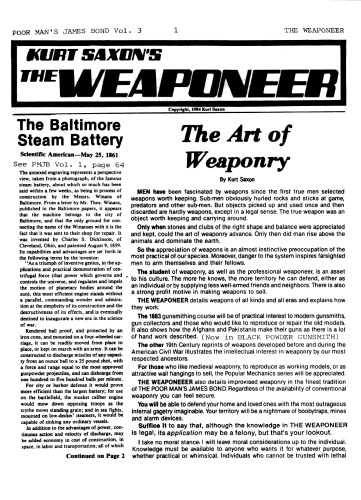 POOR MAN'S JAMES BOND Vol. 3 1 THE WEAPONEER
KURT SAXON'S
THE WEAPONEER
Copyright, 1984 Kurt Saxon
The Baltimore
Steam Battery
Scientific American—May 25, 1861
See PMJB Vol. 1, page 64
The annexed engraving represents a perspective
view, taken from a photograph, of the famous
steam battery, about which so much has been
said within a few weeks, as being in process of
construction by the Messrs. Winans of
Baltimore. From a letter by Mr. Thos. Winans,
published in the Baltimore papers, it appears
that the machine belongs to the city of
Baltimore, and that the only ground for con-
necting the name of the Winanses with it is the
fact that it was sent to their shop for repair. It
was invented by Charles S. Dickinson, of
Cleveland, Ohio, and patented August 9, 1859.
Its capabilities and advantages are set forth in
the following terms by the inventor:
"As a triumph of inventive genius, in the ap-
plications and practical demonstration of cen-
trifugal force (that power which governs and
controls the universe, and regulates and impels
the motion of planetary bodies around the
sun), this most efficient engine stands without
a parallel, commanding wonder and admira-
tion at the simplicity of its construction and the
destructiveness of its effects, and is eventually
destined to inaugurate a new era in the science
of war.
Rendered ball proof, and protected by an
iron cone, and mounted on a four-wheeled car-
riage, it can be readily moved from place to
place, or kept on march with an army. It can be
constructed to discharge missiles of any capaci-
ty from an ounce ball to a 25 pound shot, with
a force and range equal to the most approved
gunpowder projectiles, and can discharge from
one hundred to five hundred balls per minute.
For city or harbor defense it would prove
more efficient than the largest battery; for use
on the battlefield, the market caliber engine
would mow down opposing troops as the
scythe mows standing grain; and in sea fights,
mounted on low-decked steamers, it would be
capable of sinking any ordinary vessels.
In addition to the advantages of power, con-
tinuous action and velocity of discharge, may
be added economy in cost of construction, in
space, in labor and transportation; all of which
Continued on Page 2
The Art of
Weaponry
By Kurt Saxon
MEN have been fascinated by weapons since the first true men selected
weapons worth keeping. Sub-men obviously hurled rocks and sticks at game,
predators and other sub-men. But objects picked up and used once and then
discarded are hardly weapons, except in a legal sense. The true weapon was an
object worth keeping and carrying around.
Only when stones and clubs of the right shape and balance were appreciated
and kept, could the art of weaponry advance. Only then did man rise above the
animals and dominate the earth.
So the appreciation of weapons is an almost instinctive preoccupation of the
most practical of our species. Moreover, danger to the system inspires farsighted
men to arm themselves and their fellows.
The student of weaponry, as well as the professional weaponeer, is an asset
to his culture. The more he knows, the more territory he can defend, either as
an individual or by supplying less well-armed friends and neighbors. There is also
a strong profit motive in making weapons to sell.
THE WEAPONEER details weapons of all kinds and all eras and explains how
they work.
The 1883 gunsmithing course will be of practical interest to modern gunsmiths,
gun collectors and those who would like to reproduce or repair the old models.
It also shows how the Afghans and Pakistanis make their guns as there is a lot
of hand work described. (Now in BLACK POWDER GUNSMITH)
The other 19th Century reprints of weapons developed before and during the
American Civil War illustrates the intellectual interest in weaponry by our most
respected ancestors.
For those who like medieval weaponry, to reproduce as working models, or as
attractive wall hangings to sell, the Popular Mechanics series will be appreciated.
THE WEAPONEER also details improvised weaponry in the finest tradition
of THE POOR MAN'S JAMES BOND. Regardless of the availability of conventional
weaponry you can feel secure.
You will be able to defend your home and loved ones with the most outrageous
infernal gagetry imaginable. Your territory will be a nightmare of boobytraps, mines
and alarm devices.
Suffice it to say that, although the knowledge in THE WEAPONEER
is legal, its application may be a felony, but that's your lookout.
I take no moral stance I will leave moral considerations up to the individual.
Knowledge must be available to anyone who wants it for whatever purpose,
whether practical or whimsical. Individuals who cannot be trusted with lethal